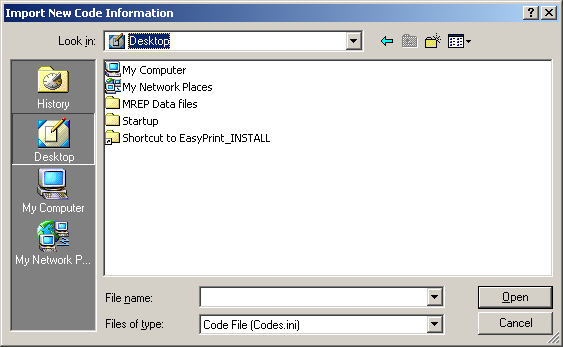 Import New Code Information
Look in: Desktop
My Computer
My Network Places
MREP Data files
Startup
Shortcut to EasyPrint_INSTALL
History
Desktop
My Computer
My Network P...
File name:
Open
Files of type: Code File (Codes.ini)
Cancel